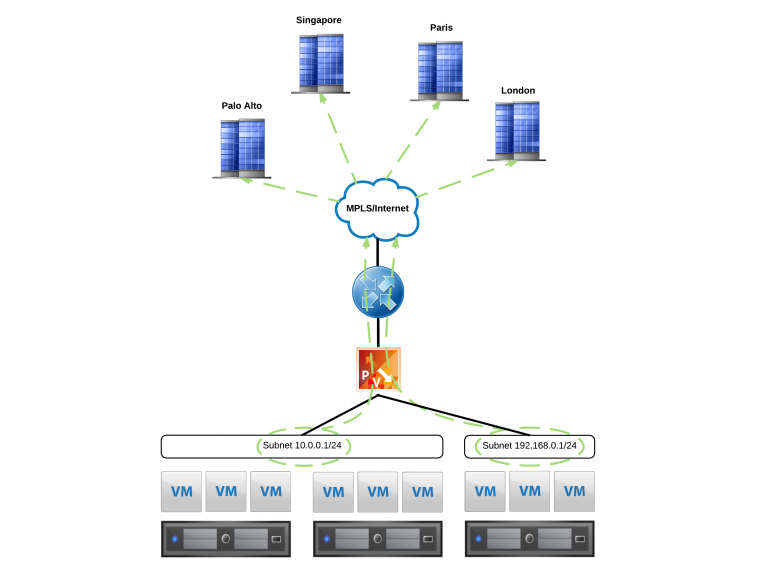 Singapore
Paris
London
Palo Alto
MPLS/Internet
P
V
Subnet 10.0.0.1/24
Subnet 192.168.0.1/24
VM VM VM VM VM VM VM VM VM